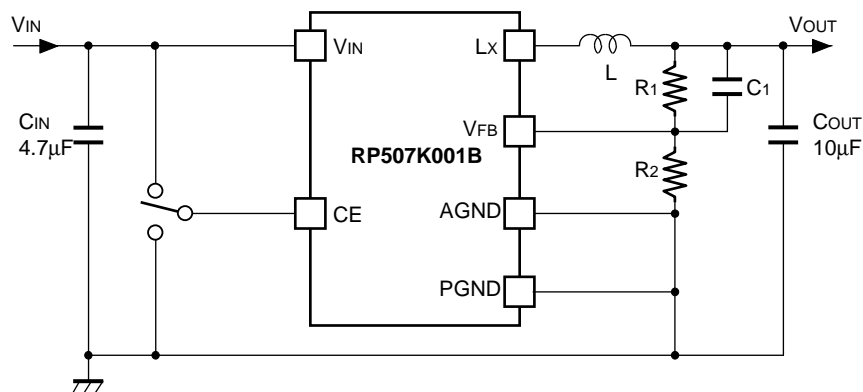 VIN
VIN
LX
L
VOUT
R1
C1
CIN
4.7μF
VFB
COUT
10μF
RP507K001B
R2
CE
AGND
PGND